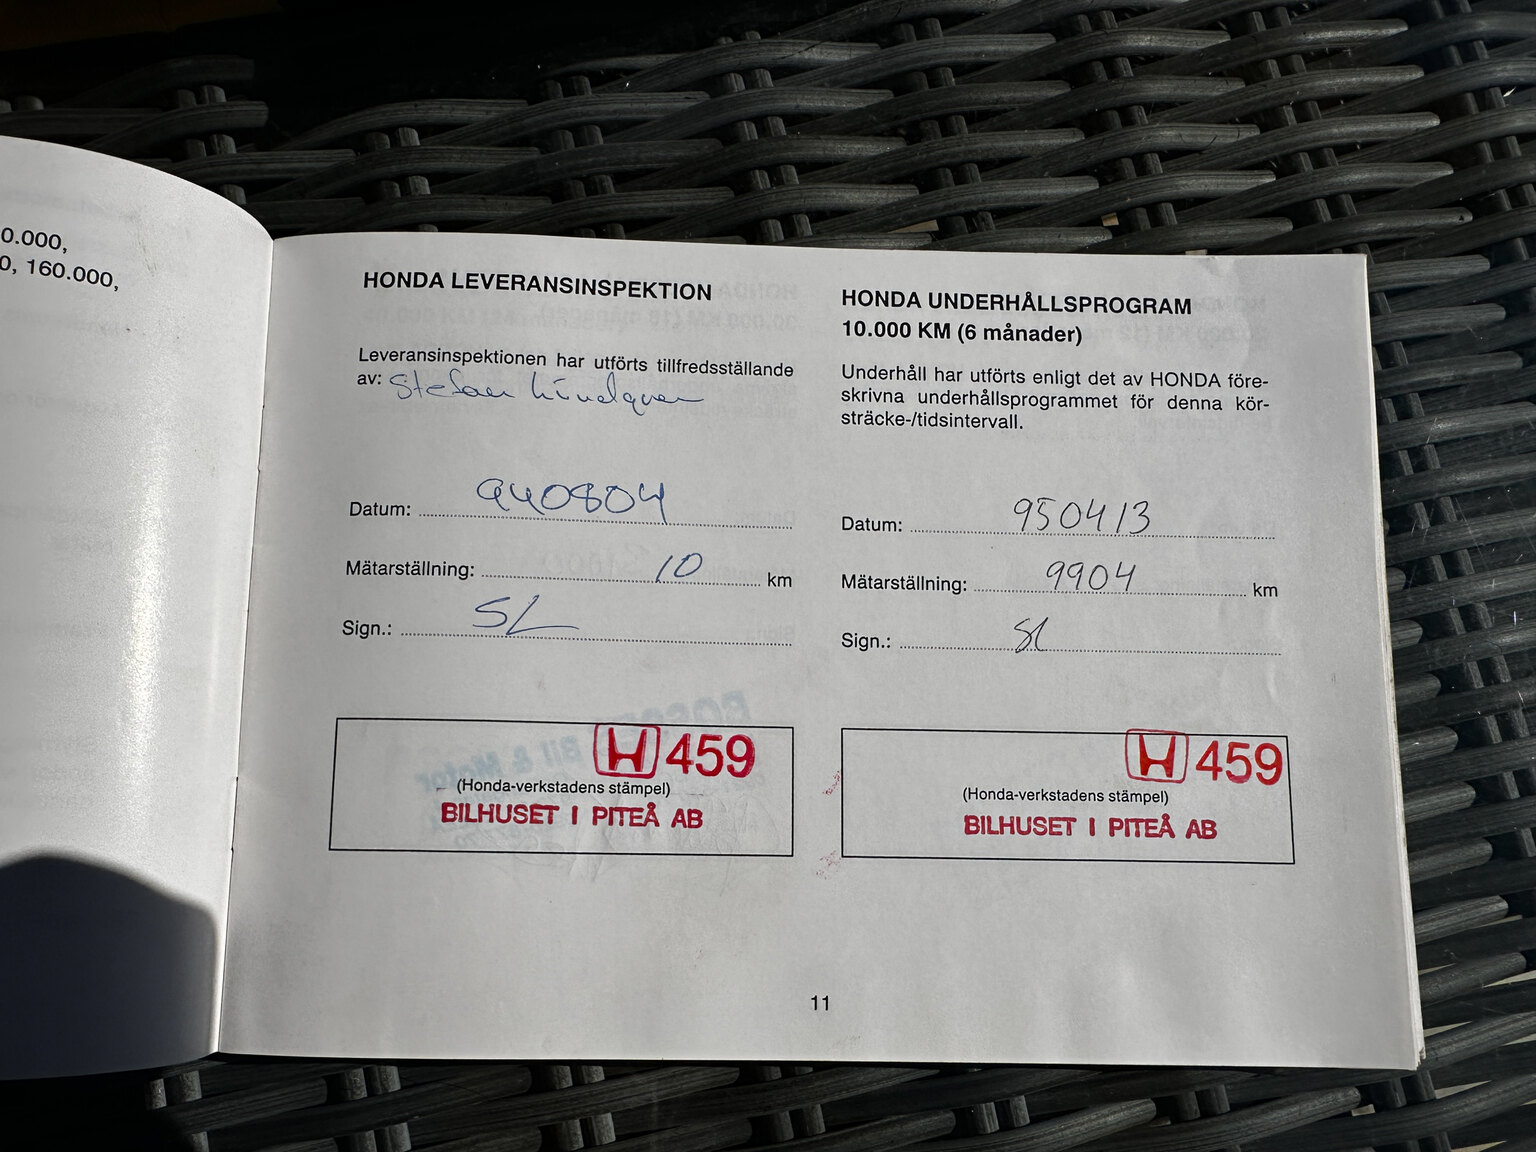 0.000,
0, 160.000,
HONDA LEVERANSINSPEKTION
Leveransinspektionen har utförts tillfredsställande
av: Stefan
Datum: 940804
Mätarställning: 10 km
Sign.: SL
H 459
(Honda-verkstadens stämpel)
BILHUSET I PITEÅ AB
HONDA UNDERHÅLLSPROGRAM
10.000 KM (6 månader)
Underhåll har utförts enligt det av HONDA före-
skrivna underhållsprogrammet för denna kör-
sträcke-/tidsintervall.
Datum: 950413
Mätarställning: 9904 km
Sign.: SL
H 459
(Honda-verkstadens stämpel)
BILHUSET I PITEÅ AB
11